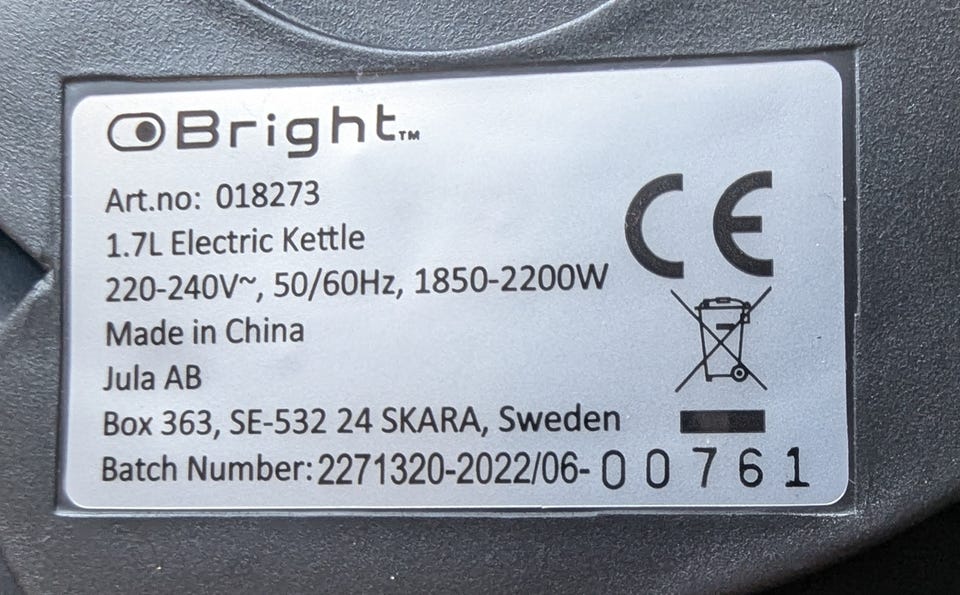 Bright™
Art.no: 018273
1.7L Electric Kettle
220-240V~, 50/60Hz, 1850-2200W
Made in China
Jula AB
Box 363, SE-532 24 SKARA, Sweden
Batch Number: 2271320-2022/06-00761
CE